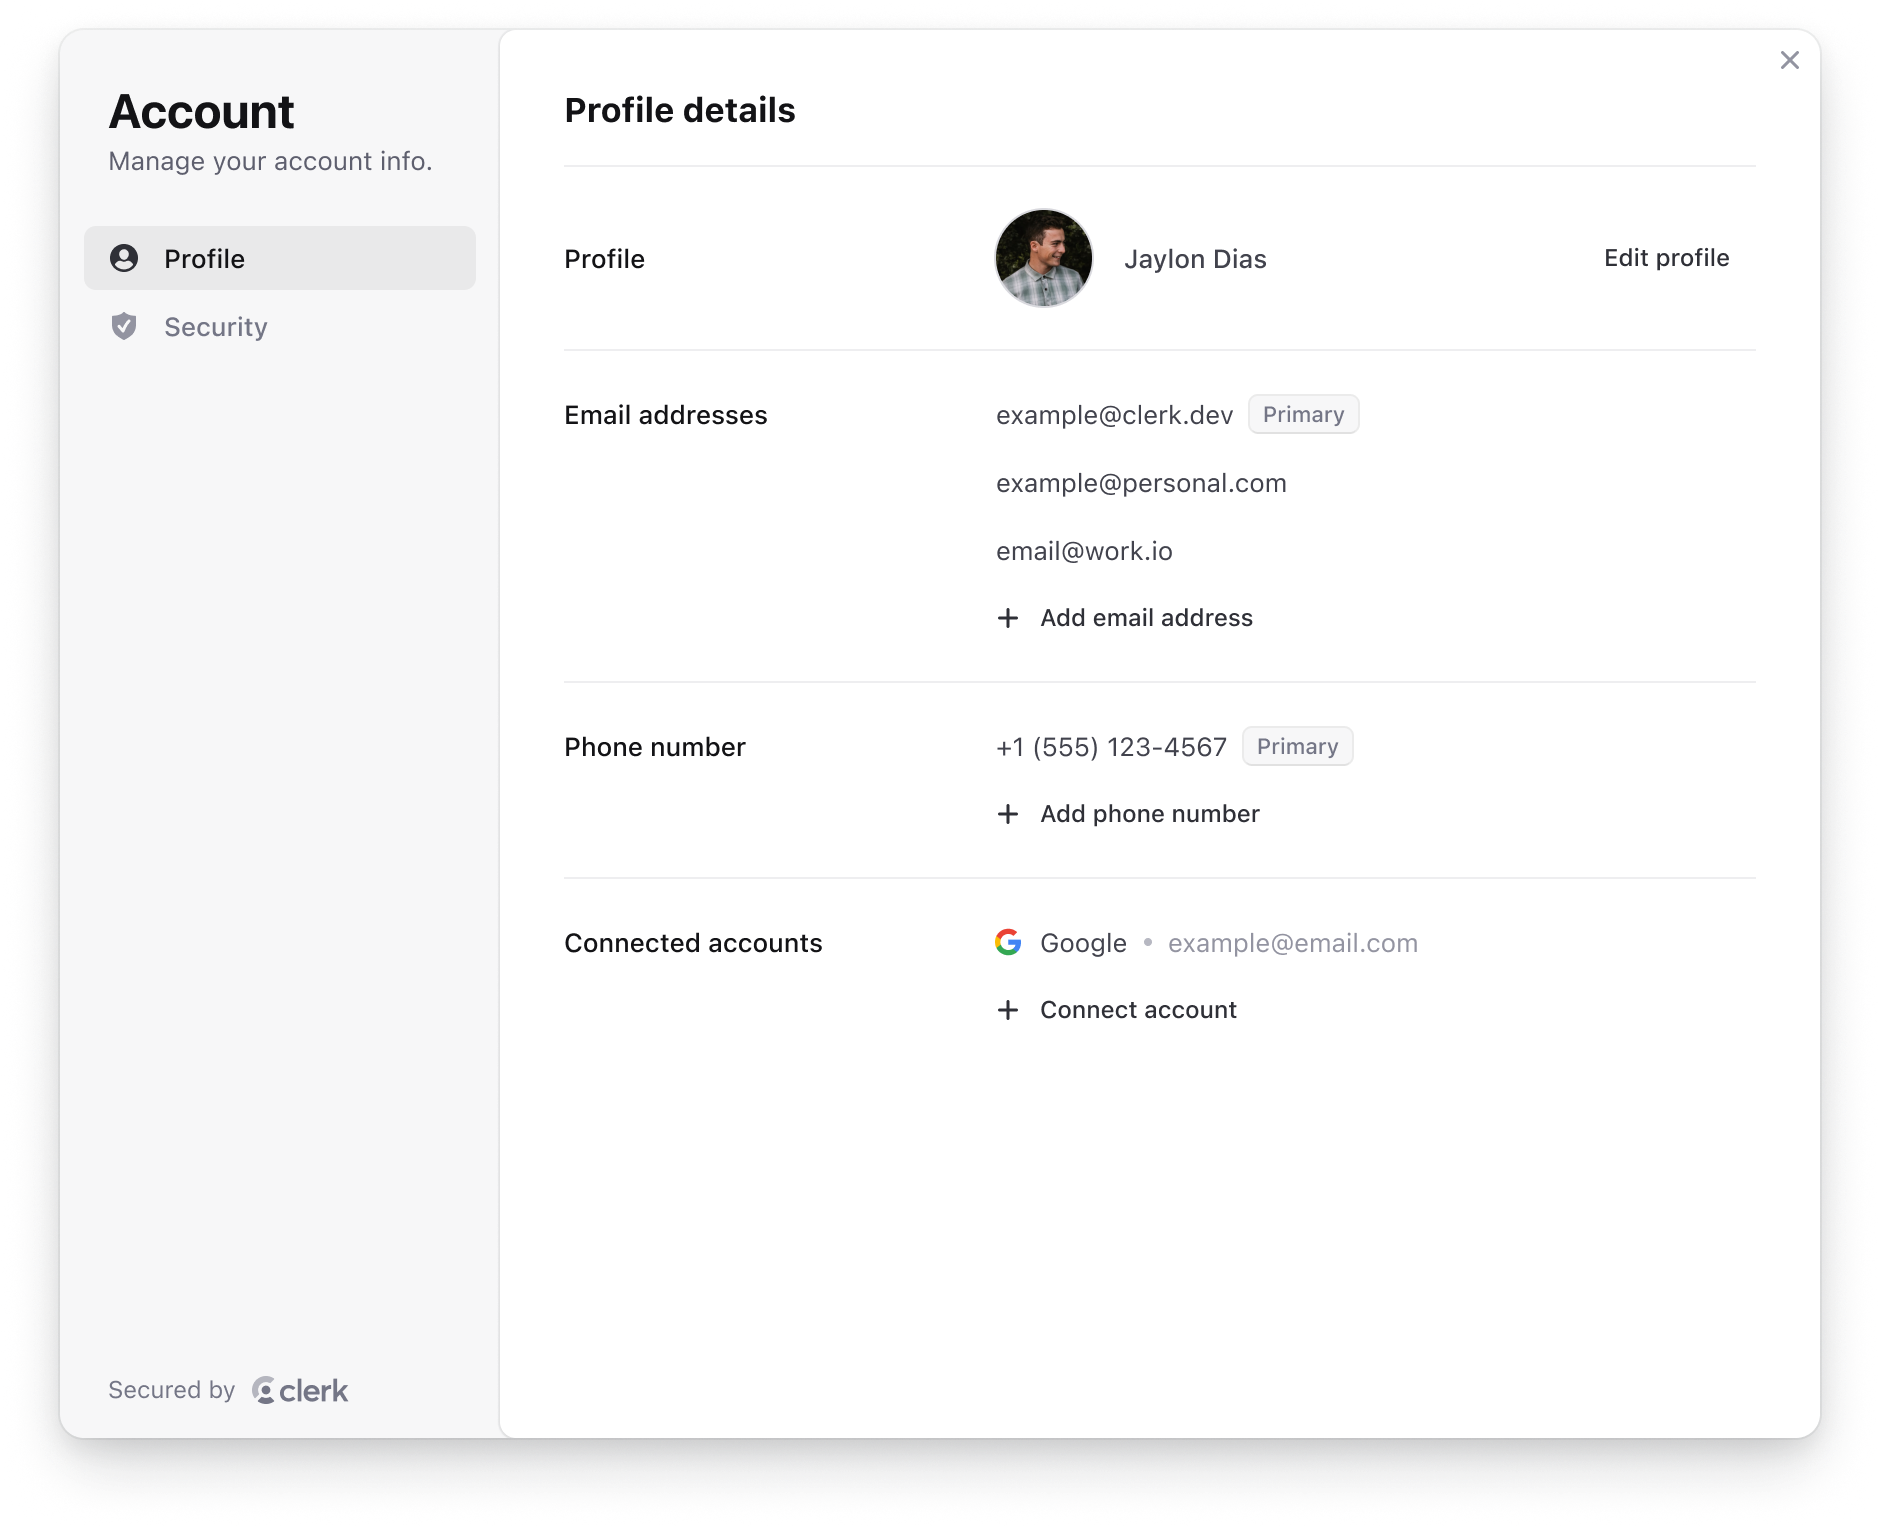 Account
Manage your account info.
Profile
Security
Secured by clerk
Profile details
Profile
Jaylon Dias
Edit profile
Email addresses
example@clerk.dev Primary
example@personal.com
email@work.io
+ Add email address
Phone number
+1 (555) 123-4567 Primary
+ Add phone number
Connected accounts
Google • example@email.com
+ Connect account